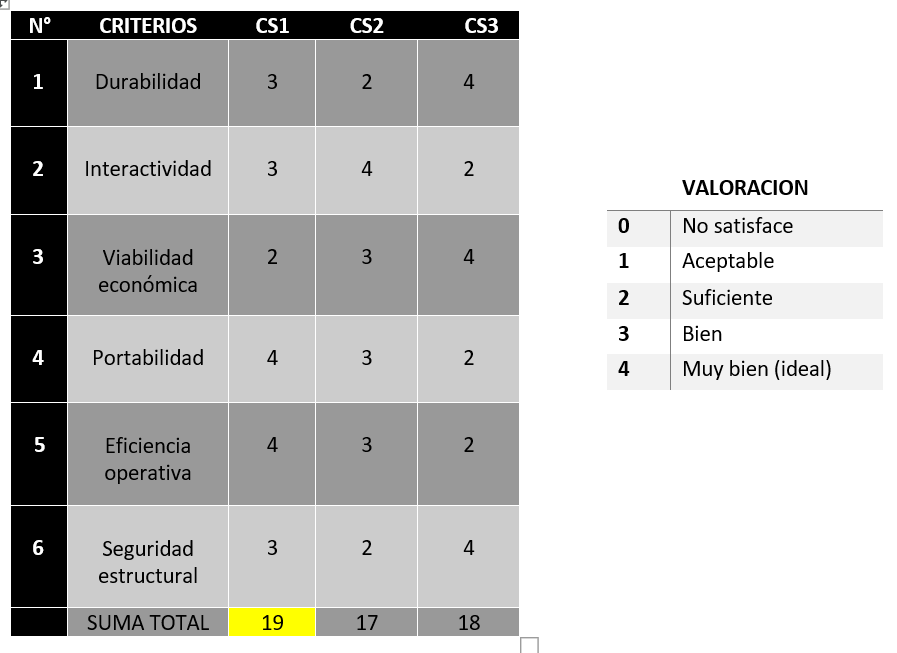 Nº CRITERIOS CS1 CS2 CS3
1 Durabilidad 3 2 4
2 Interactividad 3 4 2
3 Viabilidad 2 3 4
económica
4 Portabilidad 4 3 2
5 Eficiencia 4 3 2
operativa
6 Seguridad 3 2 4
estructural
SUMA TOTAL 19 17 18
VALORACION
0 No satisface
1 Aceptable
2 Suficiente
3 Bien
4 Muy bien (ideal)